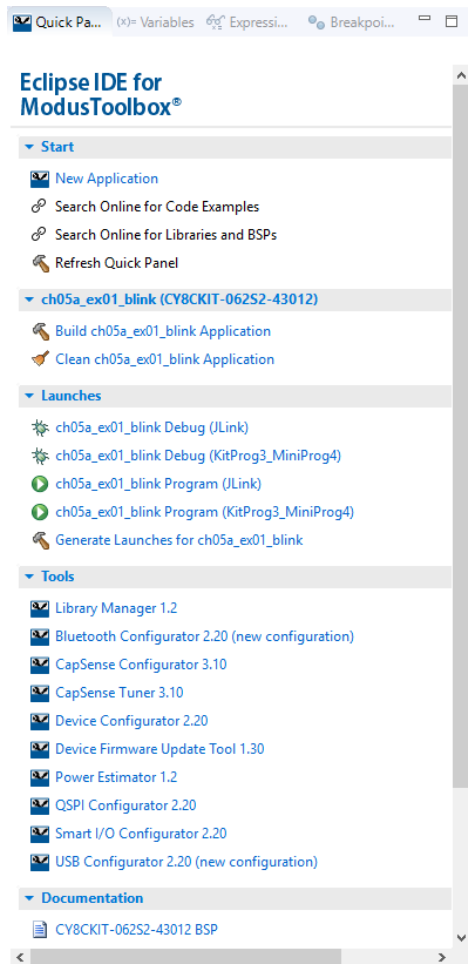 Quick Pa... (x)= Variables Expressi... Breakpoi...
Eclipse IDE for
ModusToolbox®
Start
New Application
Search Online for Code Examples
Search Online for Libraries and BSPs
Refresh Quick Panel
ch05a_ex01_blink (CY8CKIT-062S2-43012)
Build ch05a_ex01_blink Application
Clean ch05a_ex01_blink Application
Launches
ch05a_ex01_blink Debug (JLink)
ch05a_ex01_blink Debug (KitProg3_MiniProg4)
ch05a_ex01_blink Program (JLink)
ch05a_ex01_blink Program (KitProg3_MiniProg4)
Generate Launches for ch05a_ex01_blink
Tools
Library Manager 1.2
Bluetooth Configurator 2.20 (new configuration)
CapSense Configurator 3.10
CapSense Tuner 3.10
Device Configurator 2.20
Device Firmware Update Tool 1.30
Power Estimator 1.2
QSPI Configurator 2.20
Smart I/O Configurator 2.20
USB Configurator 2.20 (new configuration)
Documentation
CY8CKIT-062S2-43012 BSP